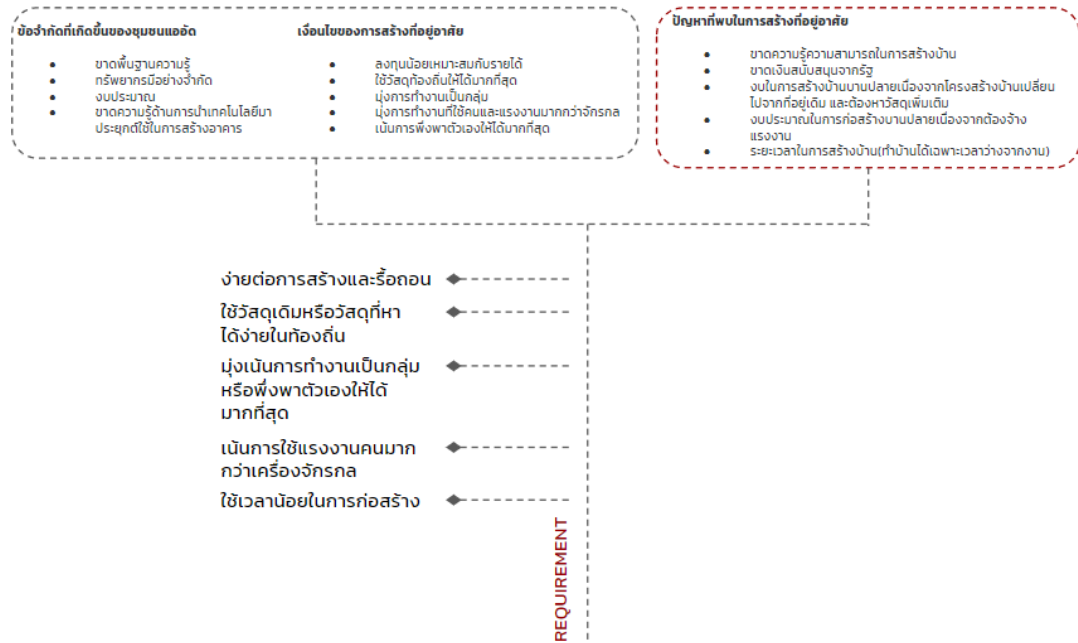 ข้อจำกัดที่เกิดขึ้นของชุมชนแออัด
● ขาดพื้นฐานความรู้
● ทรัพยากรมีอย่างจำกัด
● งบประมาณ
● ขาดความรู้ด้านการนำเทคโนโลยีมา
ประยุกต์ใช้ในการสร้างอาคาร
เงื่อนไขของการสร้างที่อยู่อาศัย
● ลงทุนน้อยเหมาะสมกับรายได้
● ใช้วัสดุท้องถิ่นให้ได้มากที่สุด
● มุ่งการทำงานเป็นกลุ่ม
● มุ่งการทำงานที่ใช้คนและแรงงานมากกว่าจักรกล
● เน้นการพึ่งพาตัวเองให้ได้มากที่สุด
ปัญหาที่พบในการสร้างที่อยู่อาศัย
● ขาดความรู้ความสามารถในการสร้างบ้าน
● ขาดเงินสนับสนุนจากรัฐ
● งบในการสร้างบ้านบานปลายเนื่องจากโครงสร้างบ้านเปลี่ยน
ไปจากที่อยู่เดิม และต้องหาวัสดุเพิ่มเติม
● งบประมาณในการก่อสร้างบานปลายเนื่องจากต้องจ้าง
แรงงาน
● ระยะเวลาในการสร้างบ้าน(ทำบ้านได้เฉพาะเวลาว่างจากงาน)
ง่ายต่อการสร้างและรื้อถอน
ใช้วัสดุเดิมหรือวัสดุที่หา
ได้ง่ายในท้องถิ่น
มุ่งเน้นการทำงานเป็นกลุ่ม
หรือพึ่งพาตัวเองให้ได้
มากที่สุด
เน้นการใช้แรงงานคนมาก
กว่าเครื่องจักรกล
ใช้เวลาน้อยในการก่อสร้าง
REQUIREMENT